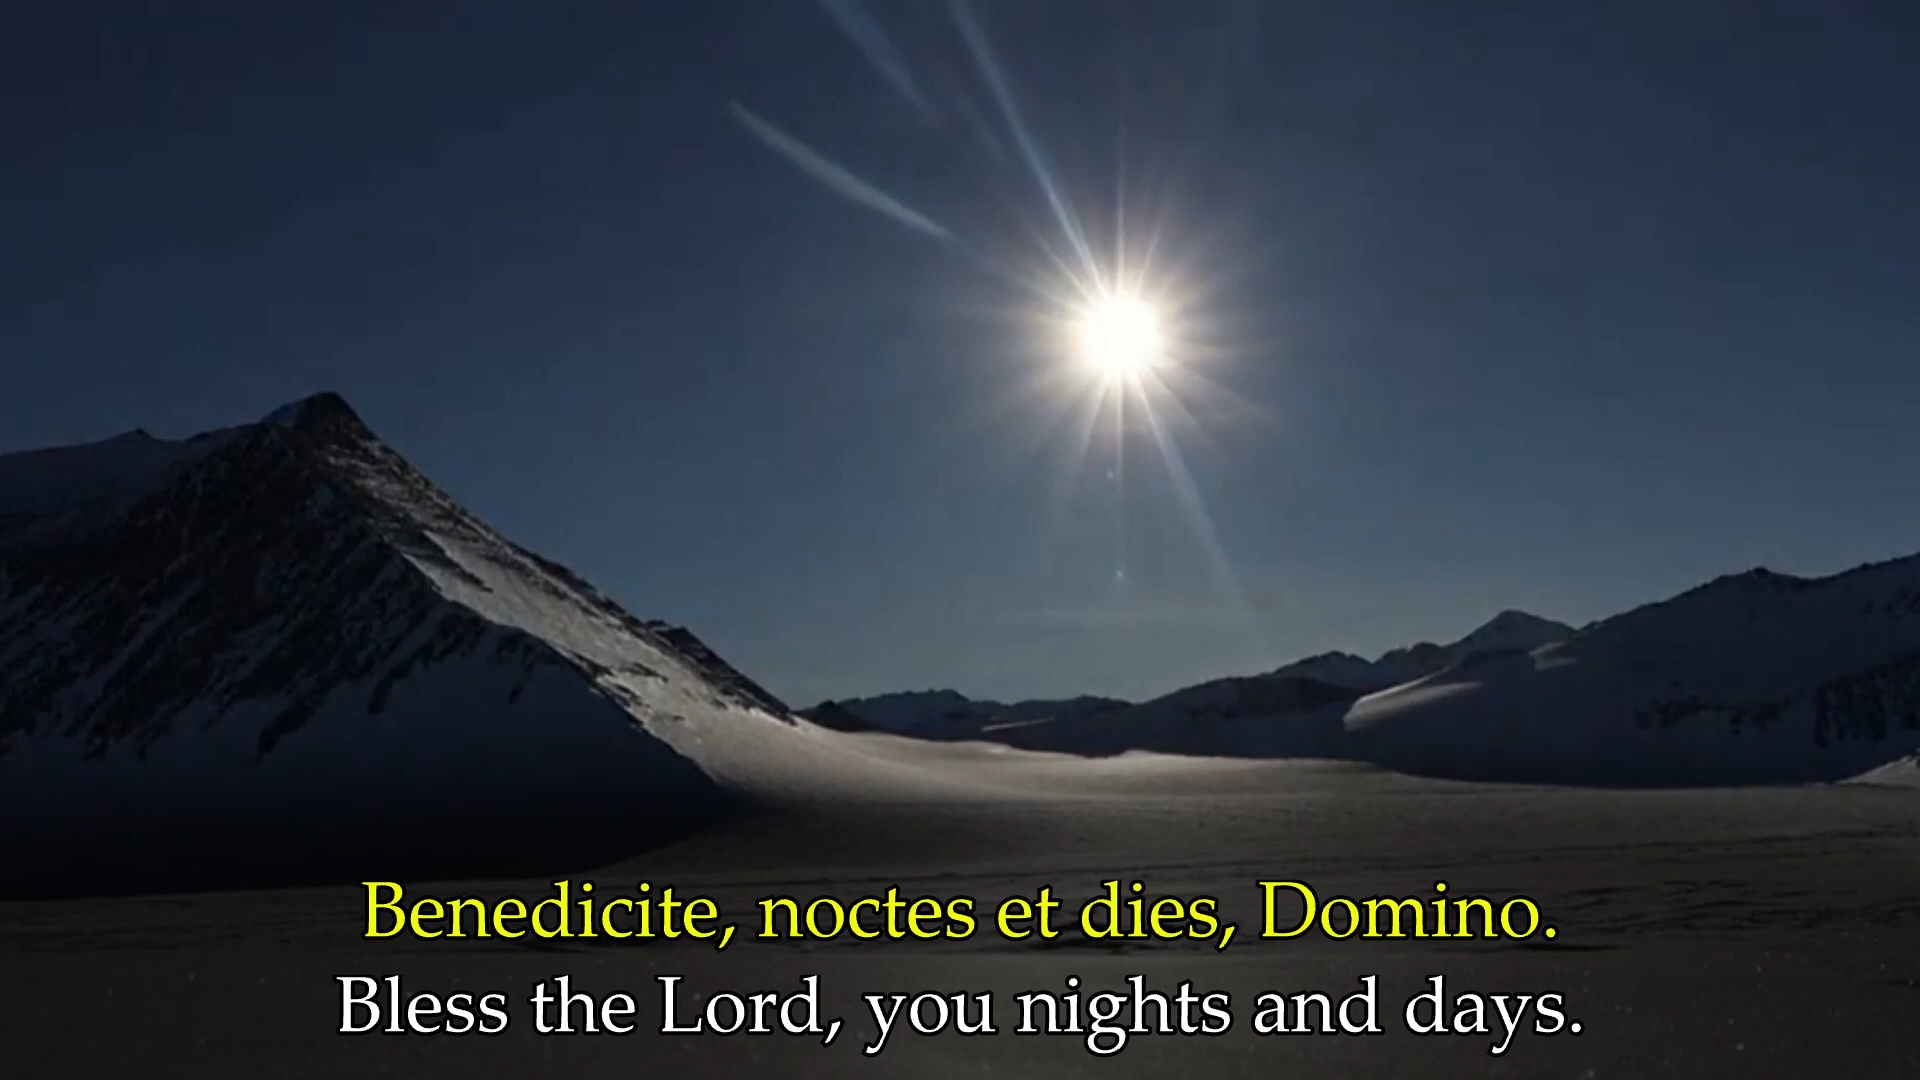 Benedicite, noctes et dies, Domino.
Bless the Lord, you nights and days.